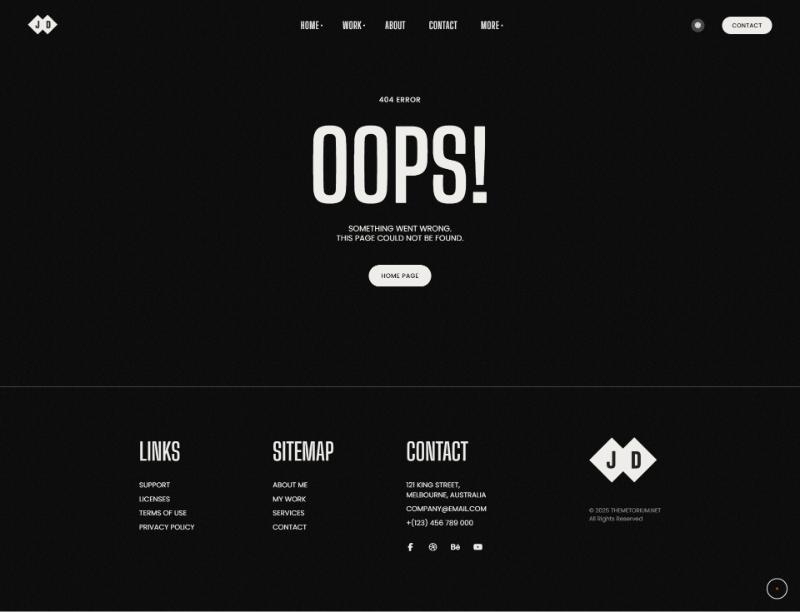 J D
HOME
WORK
ABOUT
CONTACT
MORE
CONTACT
404 ERROR
OOPS!
SOMETHING WENT WRONG.
THIS PAGE COULD NOT BE FOUND.
HOME PAGE
LINKS
SUPPORT
LICENSES
TERMS OF USE
PRIVACY POLICY
SITEMAP
ABOUT ME
MY WORK
SERVICES
CONTACT
CONTACT
121 KING STREET,
MELBOURNE, AUSTRALIA
COMPANY@EMAIL.COM
+(123) 456 789 000
Bē
J D
© 2025 THEMETORIUM.NET
All Rights Reserved